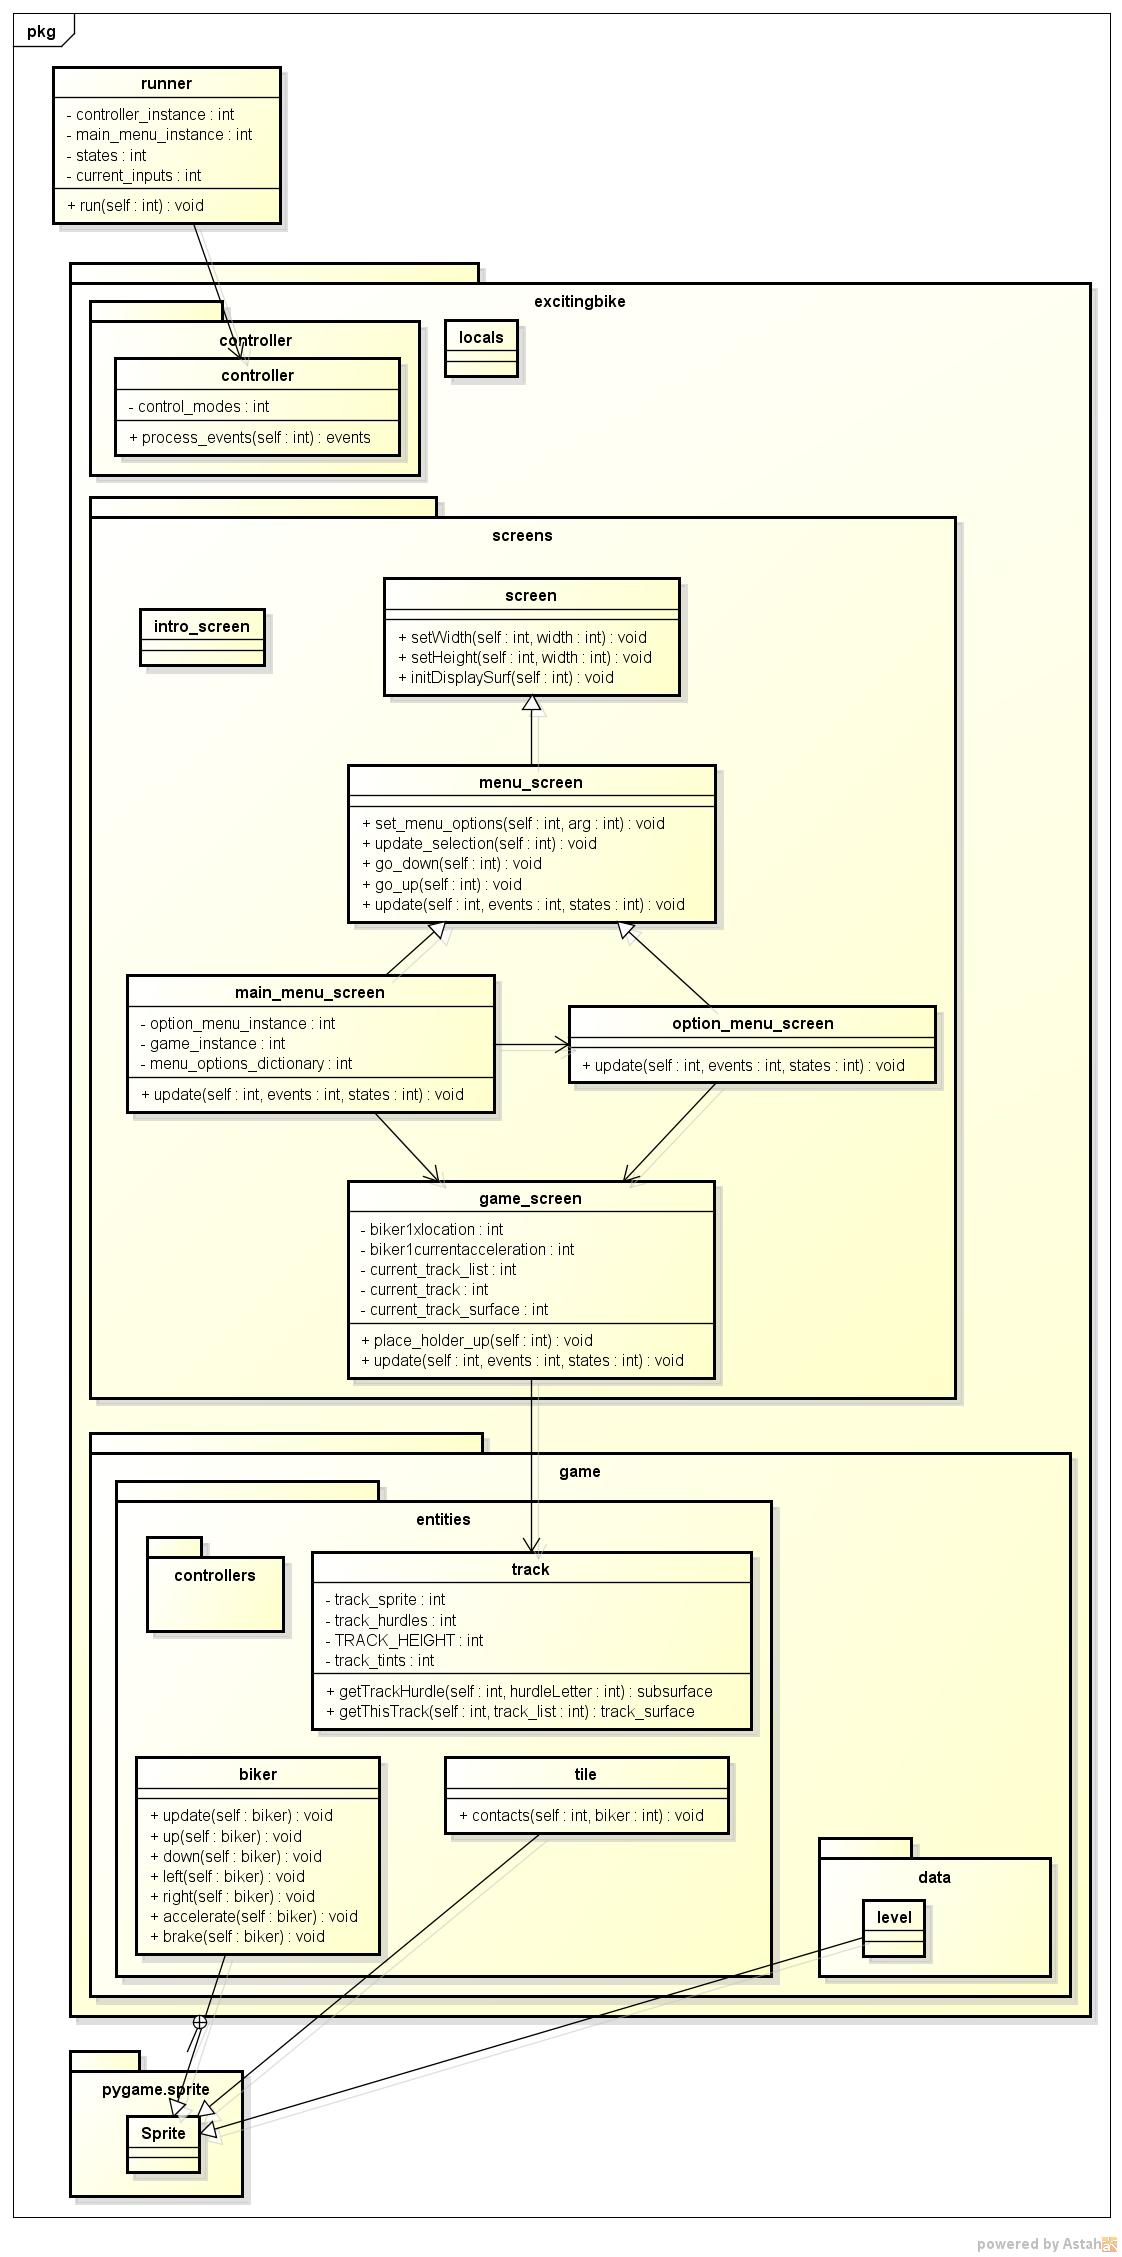 pkg
runner
- controller_instance : int
- main_menu_instance : int
- states : int
- current_inputs : int
+ run(self : int) : void
excitingbike
controller
controller
- control_modes : int
+ process_events(self : int) : events
locals
screens
intro_screen
screen
+ setWidth(self : int, width : int) : void
+ setHeight(self : int, width : int) : void
+ initDisplaySurf(self : int) : void
menu_screen
+ set_menu_options(self : int, arg : int) : void
+ update_selection(self : int) : void
+ go_down(self : int) : void
+ go_up(self : int) : void
+ update(self : int, events : int, states : int) : void
main_menu_screen
- option_menu_instance : int
- game_instance : int
- menu_options_dictionary : int
+ update(self : int, events : int, states : int) : void
option_menu_screen
+ update(self : int, events : int, states : int) : void
game_screen
- biker1xlocation : int
- biker1currentacceleration : int
- current_track_list : int
- current_track : int
- current_track_surface : int
+ place_holder_up(self : int) : void
+ update(self : int, events : int, states : int) : void
game
entities
controllers
track
- track_sprite : int
- track_hurdles : int
- TRACK_HEIGHT : int
- track_tints : int
+ getTrackHurdle(self : int, hurdleLetter : int) : subsurface
+ getThisTrack(self : int, track_list : int) : track_surface
biker
+ update(self : biker) : void
+ up(self : biker) : void
+ down(self : biker) : void
+ left(self : biker) : void
+ right(self : biker) : void
+ accelerate(self : biker) : void
+ brake(self : biker) : void
tile
+ contacts(self : int, biker : int) : void
data
level
pygame.sprite
Sprite
powered by Astah